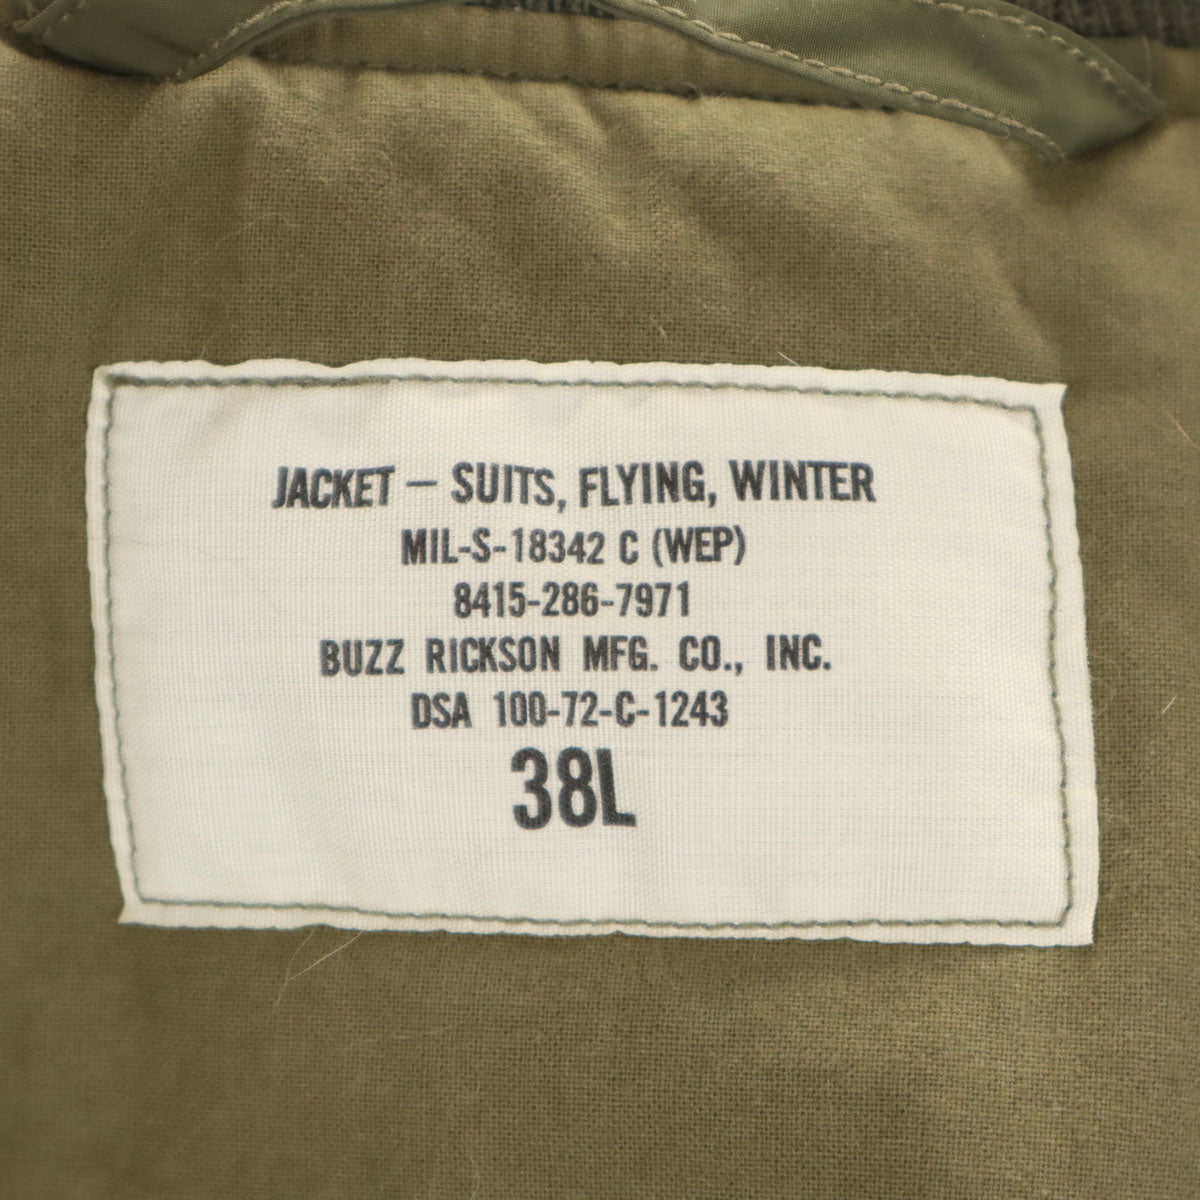 JACKET – SUITS, FLYING, WINTER
MIL-S-18342 C (WEP)
8415-286-7971
BUZZ RICKSON MFG. CO., INC.
DSA 100-72-C-1243
38L